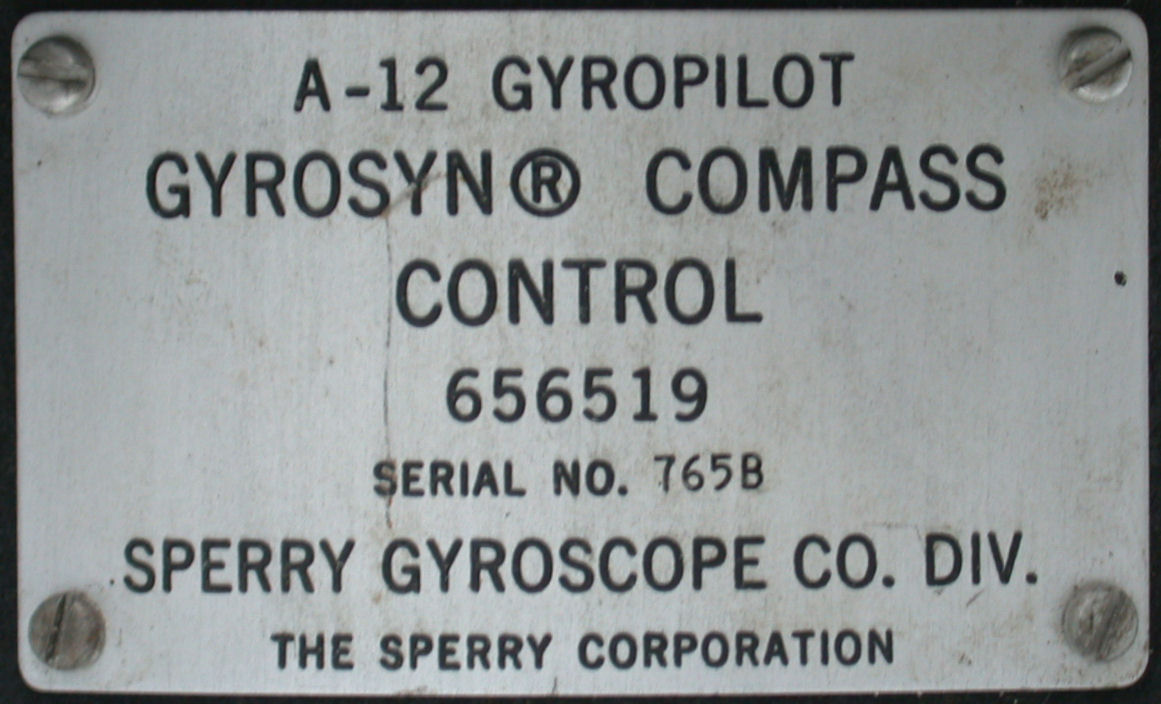 A-12 GYROPILOT
GYROSYN® COMPASS
CONTROL
656519
SERIAL NO. 765B
SPERRY GYROSCOPE CO. DIV.
THE SPERRY CORPORATION